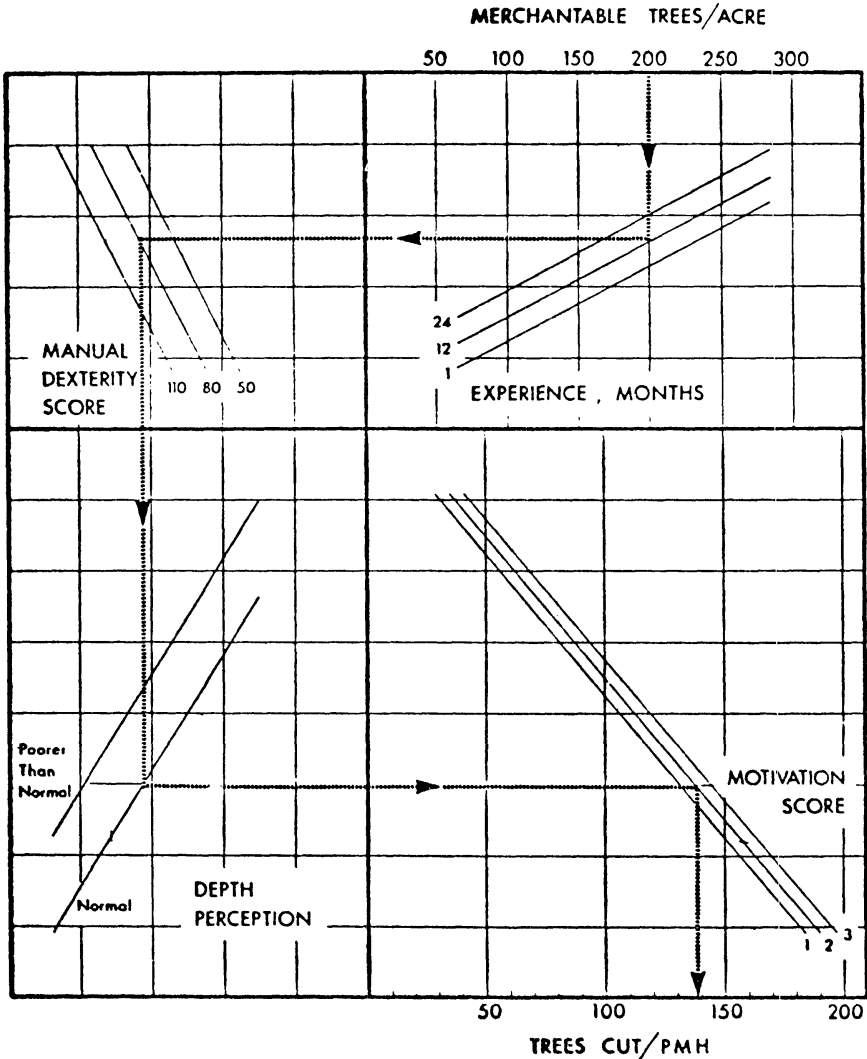 MERCHANTABLE TREES/ACRE
50 100 150 200 250 300
24
12
1
MANUAL
DEXTERITY
SCORE
110 80 50
EXPERIENCE, MONTHS
Poorer
Than
Normal
MOTIVATION
SCORE
Normal
DEPTH
PERCEPTION
1 2 3
50 100 150 200
TREES CUT/PMH